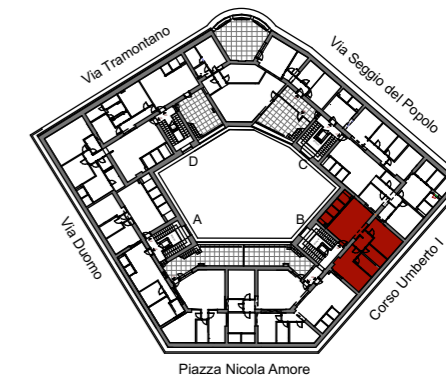 Via Tramontano
Via Seggio del Popolo
D
C
A
B
Via Duomo
Corso Umberto I
Piazza Nicola Amore